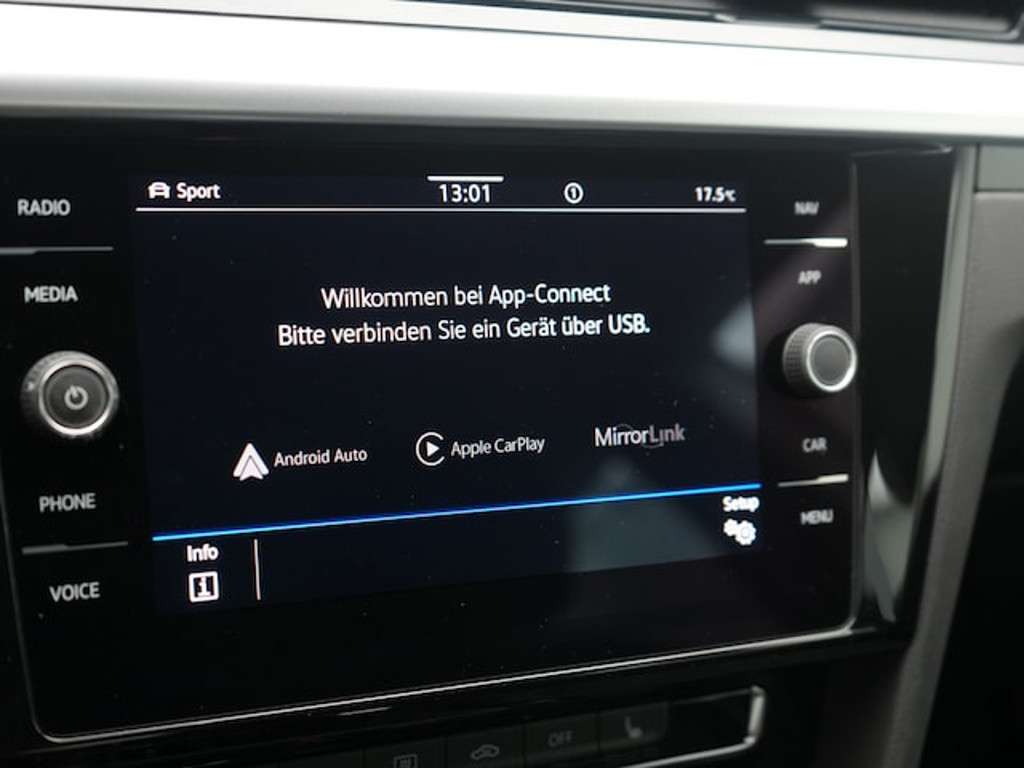 RADIO
MEDIA
PHONE
VOICE
Sport
13:01
1
17.5°C
Willkommen bei App-Connect
Bitte verbinden Sie ein Gerät über USB.
Android Auto
Apple CarPlay
MirrorLink
Info
Setup
NAV
APP
CAR
MENU
OFF